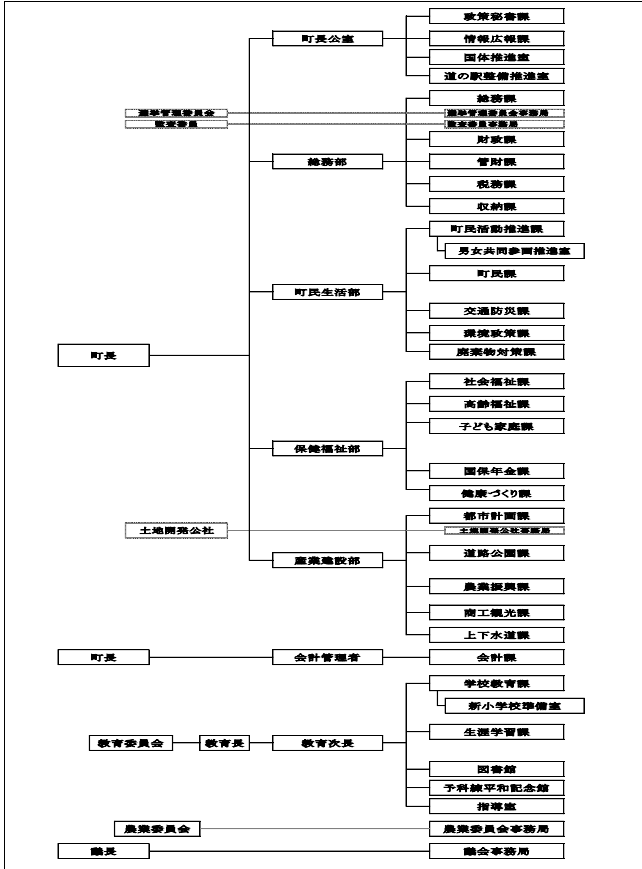 政策秘書課
町長公室
情報広報課
国体推進室
道の駅整備推進室
総務課
選挙管理委員会
選挙管理委員会事務局
監査委員
監査委員事務局
財政課
総務部
管財課
税務課
収納課
町民活動推進課
男女共同参画推進室
町民課
町民生活部
交通防災課
環境政策課
廃棄物対策課
町長
社会福祉課
高齢福祉課
子ども家庭課
保健福祉部
国保年金課
健康づくり課
都市計画課
土地開発公社
土地開発公社事務局
産業建設部
道路公園課
農業振興課
商工観光課
上下水道課
町長
会計管理者
会計課
学校教育課
新小学校準備室
生涯学習課
教育委員会
教育長
教育次長
図書館
予科練平和記念館
指導室
農業委員会
農業委員会事務局
議長
議会事務局